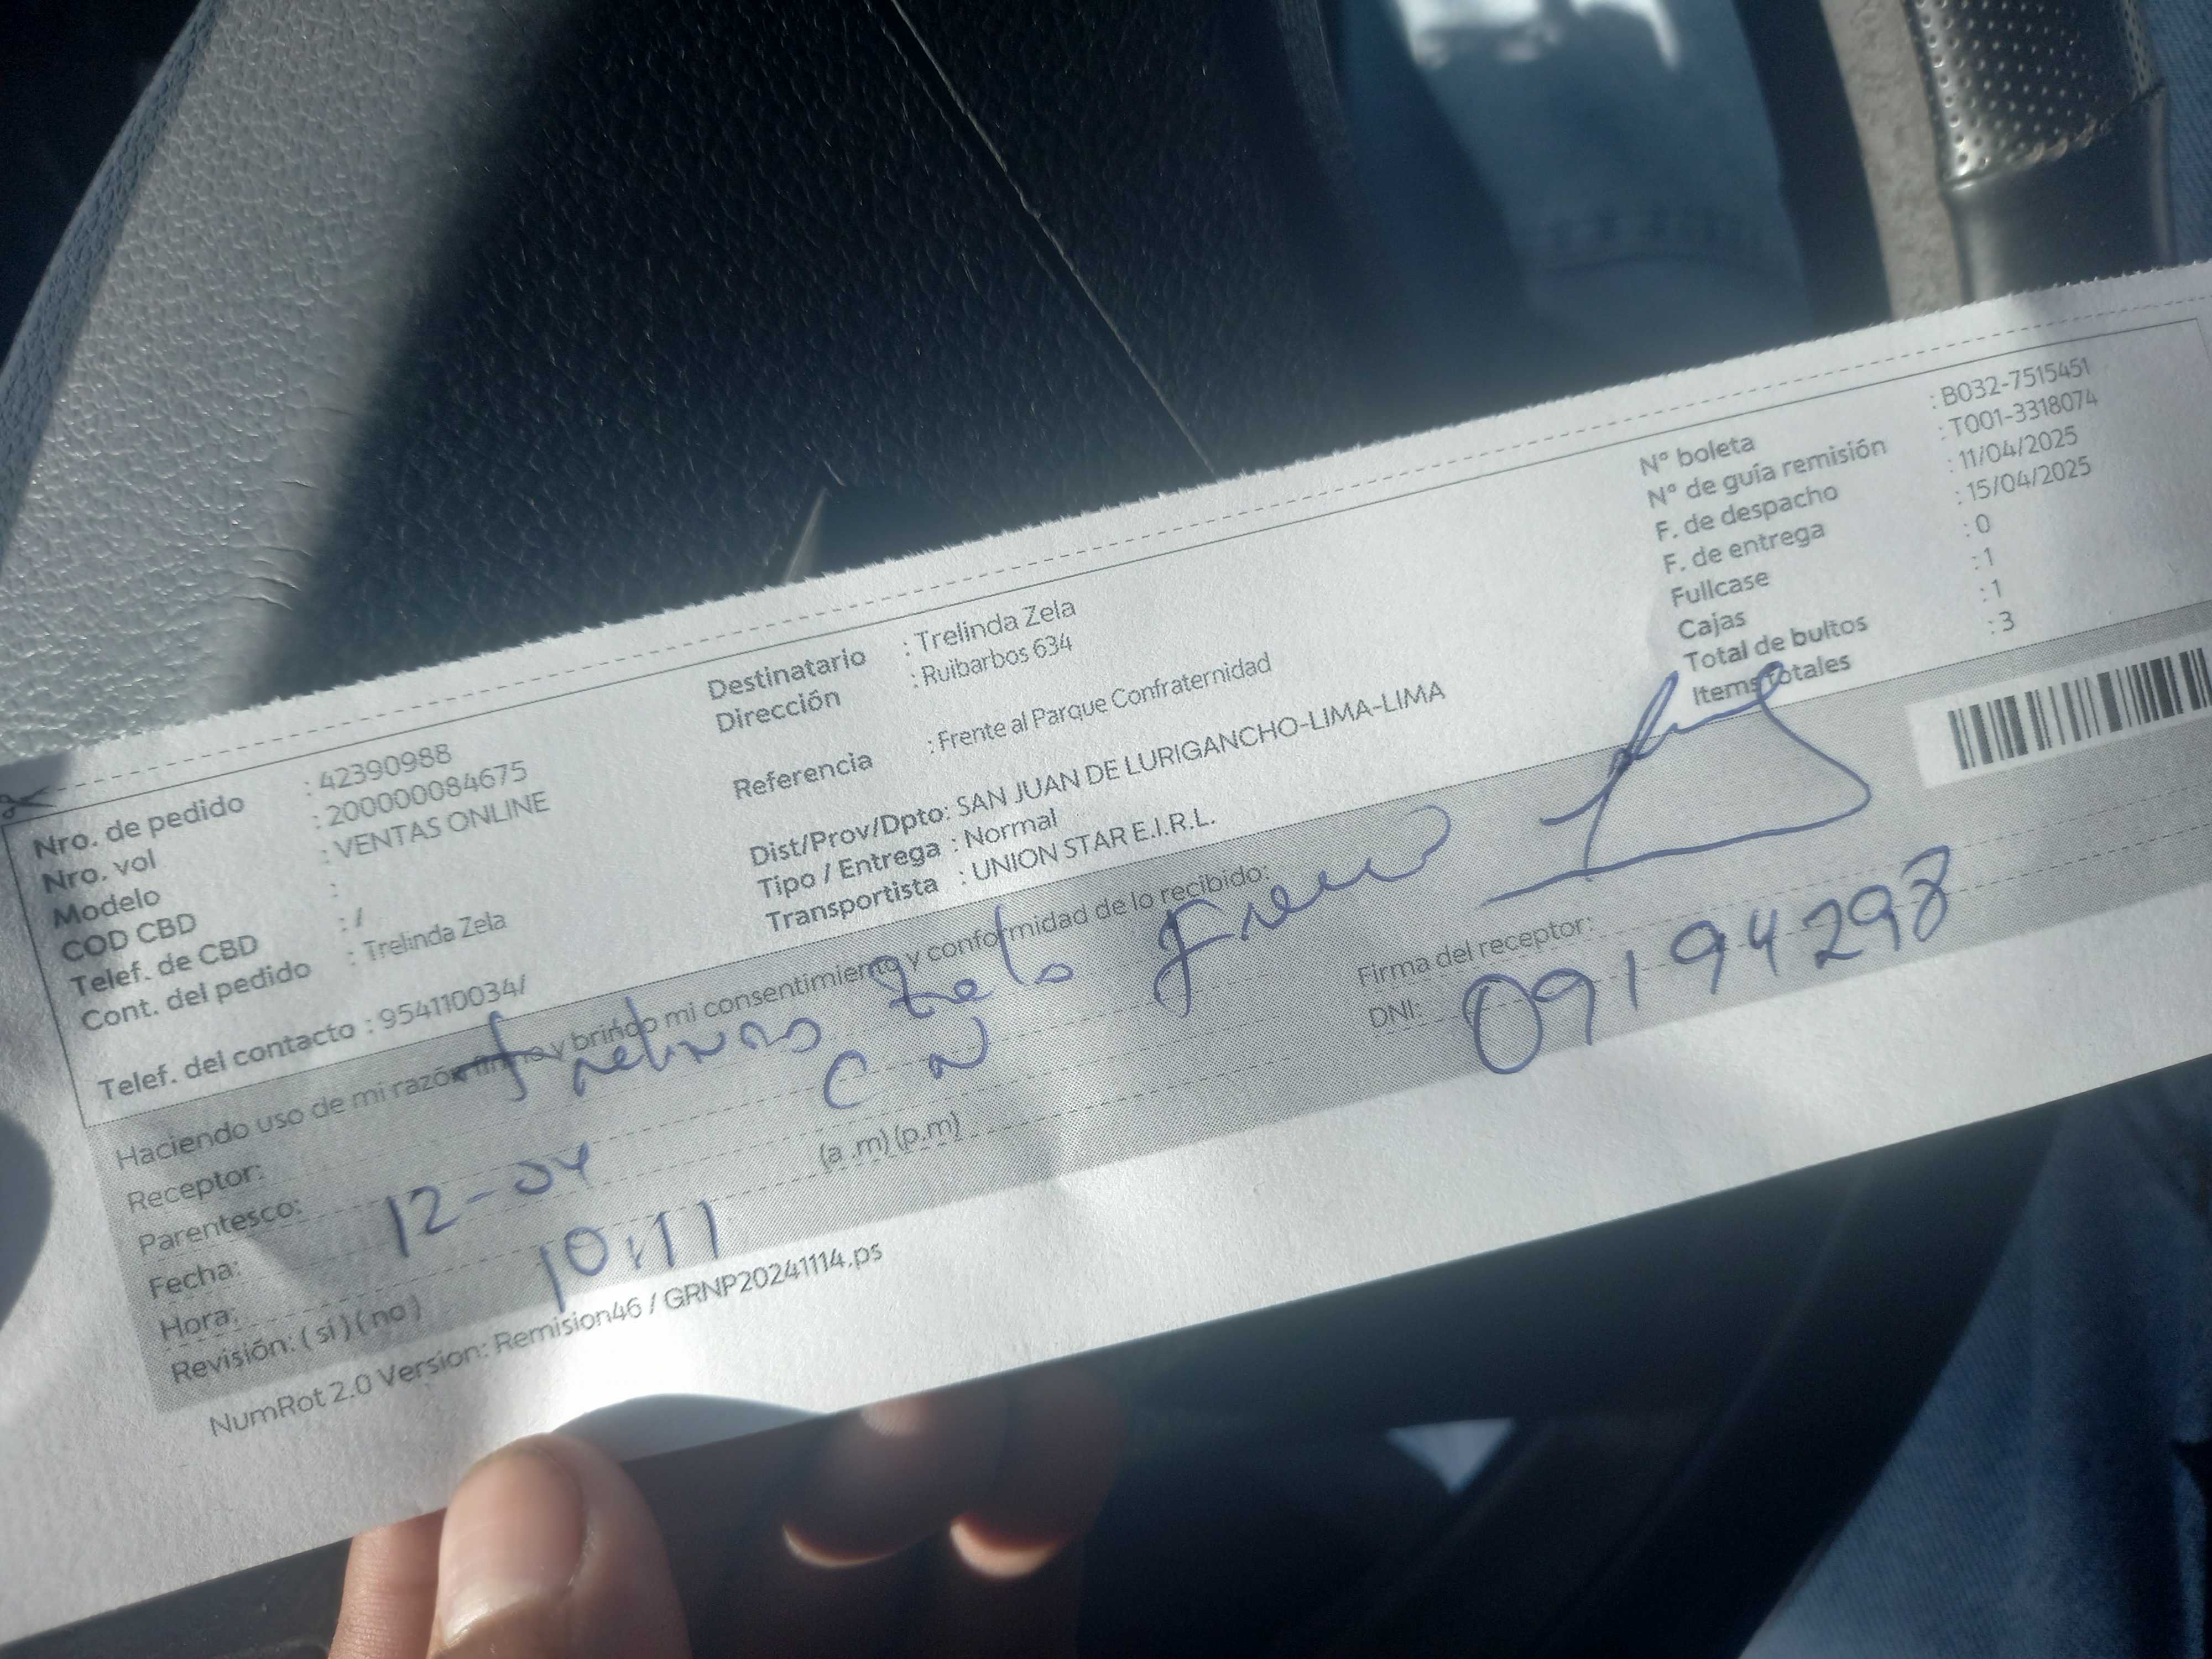 Nro. de pedido : 42390988
Nro. vol : 200000084675
Modelo : VENTAS ONLINE
COD CBD :
Telef. de CBD : /
Cont. del pedido : Trelinda Zela
Telef. del contacto : 954110034/
Destinatario : Trelinda Zela
Dirección : Ruibarbos 634
Referencia : Frente al Parque Confraternidad
Dist/Prov/Dpto: SAN JUAN DE LURIGANCHO-LIMA-LIMA
Tipo / Entrega : Normal
Transportista : UNION STAR E.I.R.L.
N° boleta : B032-7515451
N° de guía remisión : T001-3318074
F. de despacho : 11/04/2025
F. de entrega : 15/04/2025
Fullcase : 0
Cajas : 1
Total de bultos : 1
Items totales : 3
Haciendo uso de mi razón firmo y brindo mi consentimiento y conformidad de lo recibido:
Receptor:
Parentesco:
Fecha: 12-04
Hora: 10:11 (a .m) (p.m)
Revisión: ( si ) ( no )
Firma del receptor:
DNI: 09194298
NumRot 2.0 Version: Remision46 / GRNP20241114.ps